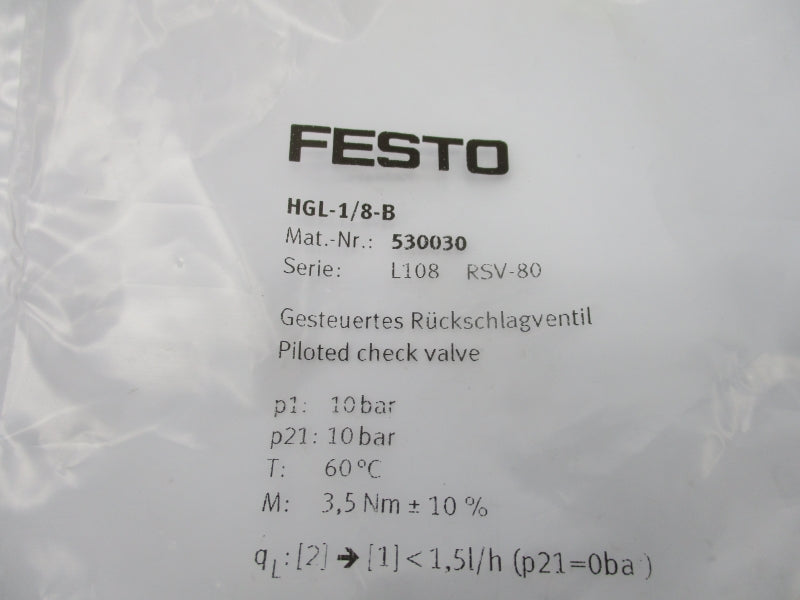 FESTO
HGL-1/8-B
Mat.-Nr.: 530030
Serie: L108 RSV-80
Gesteuertes Rückschlagventil
Piloted check valve
p1: 10 bar
p21: 10 bar
T: 60 °C
M: 3,5 Nm ± 10 %
qL: [2] → [1] < 1,5l/h (p21=0ba )